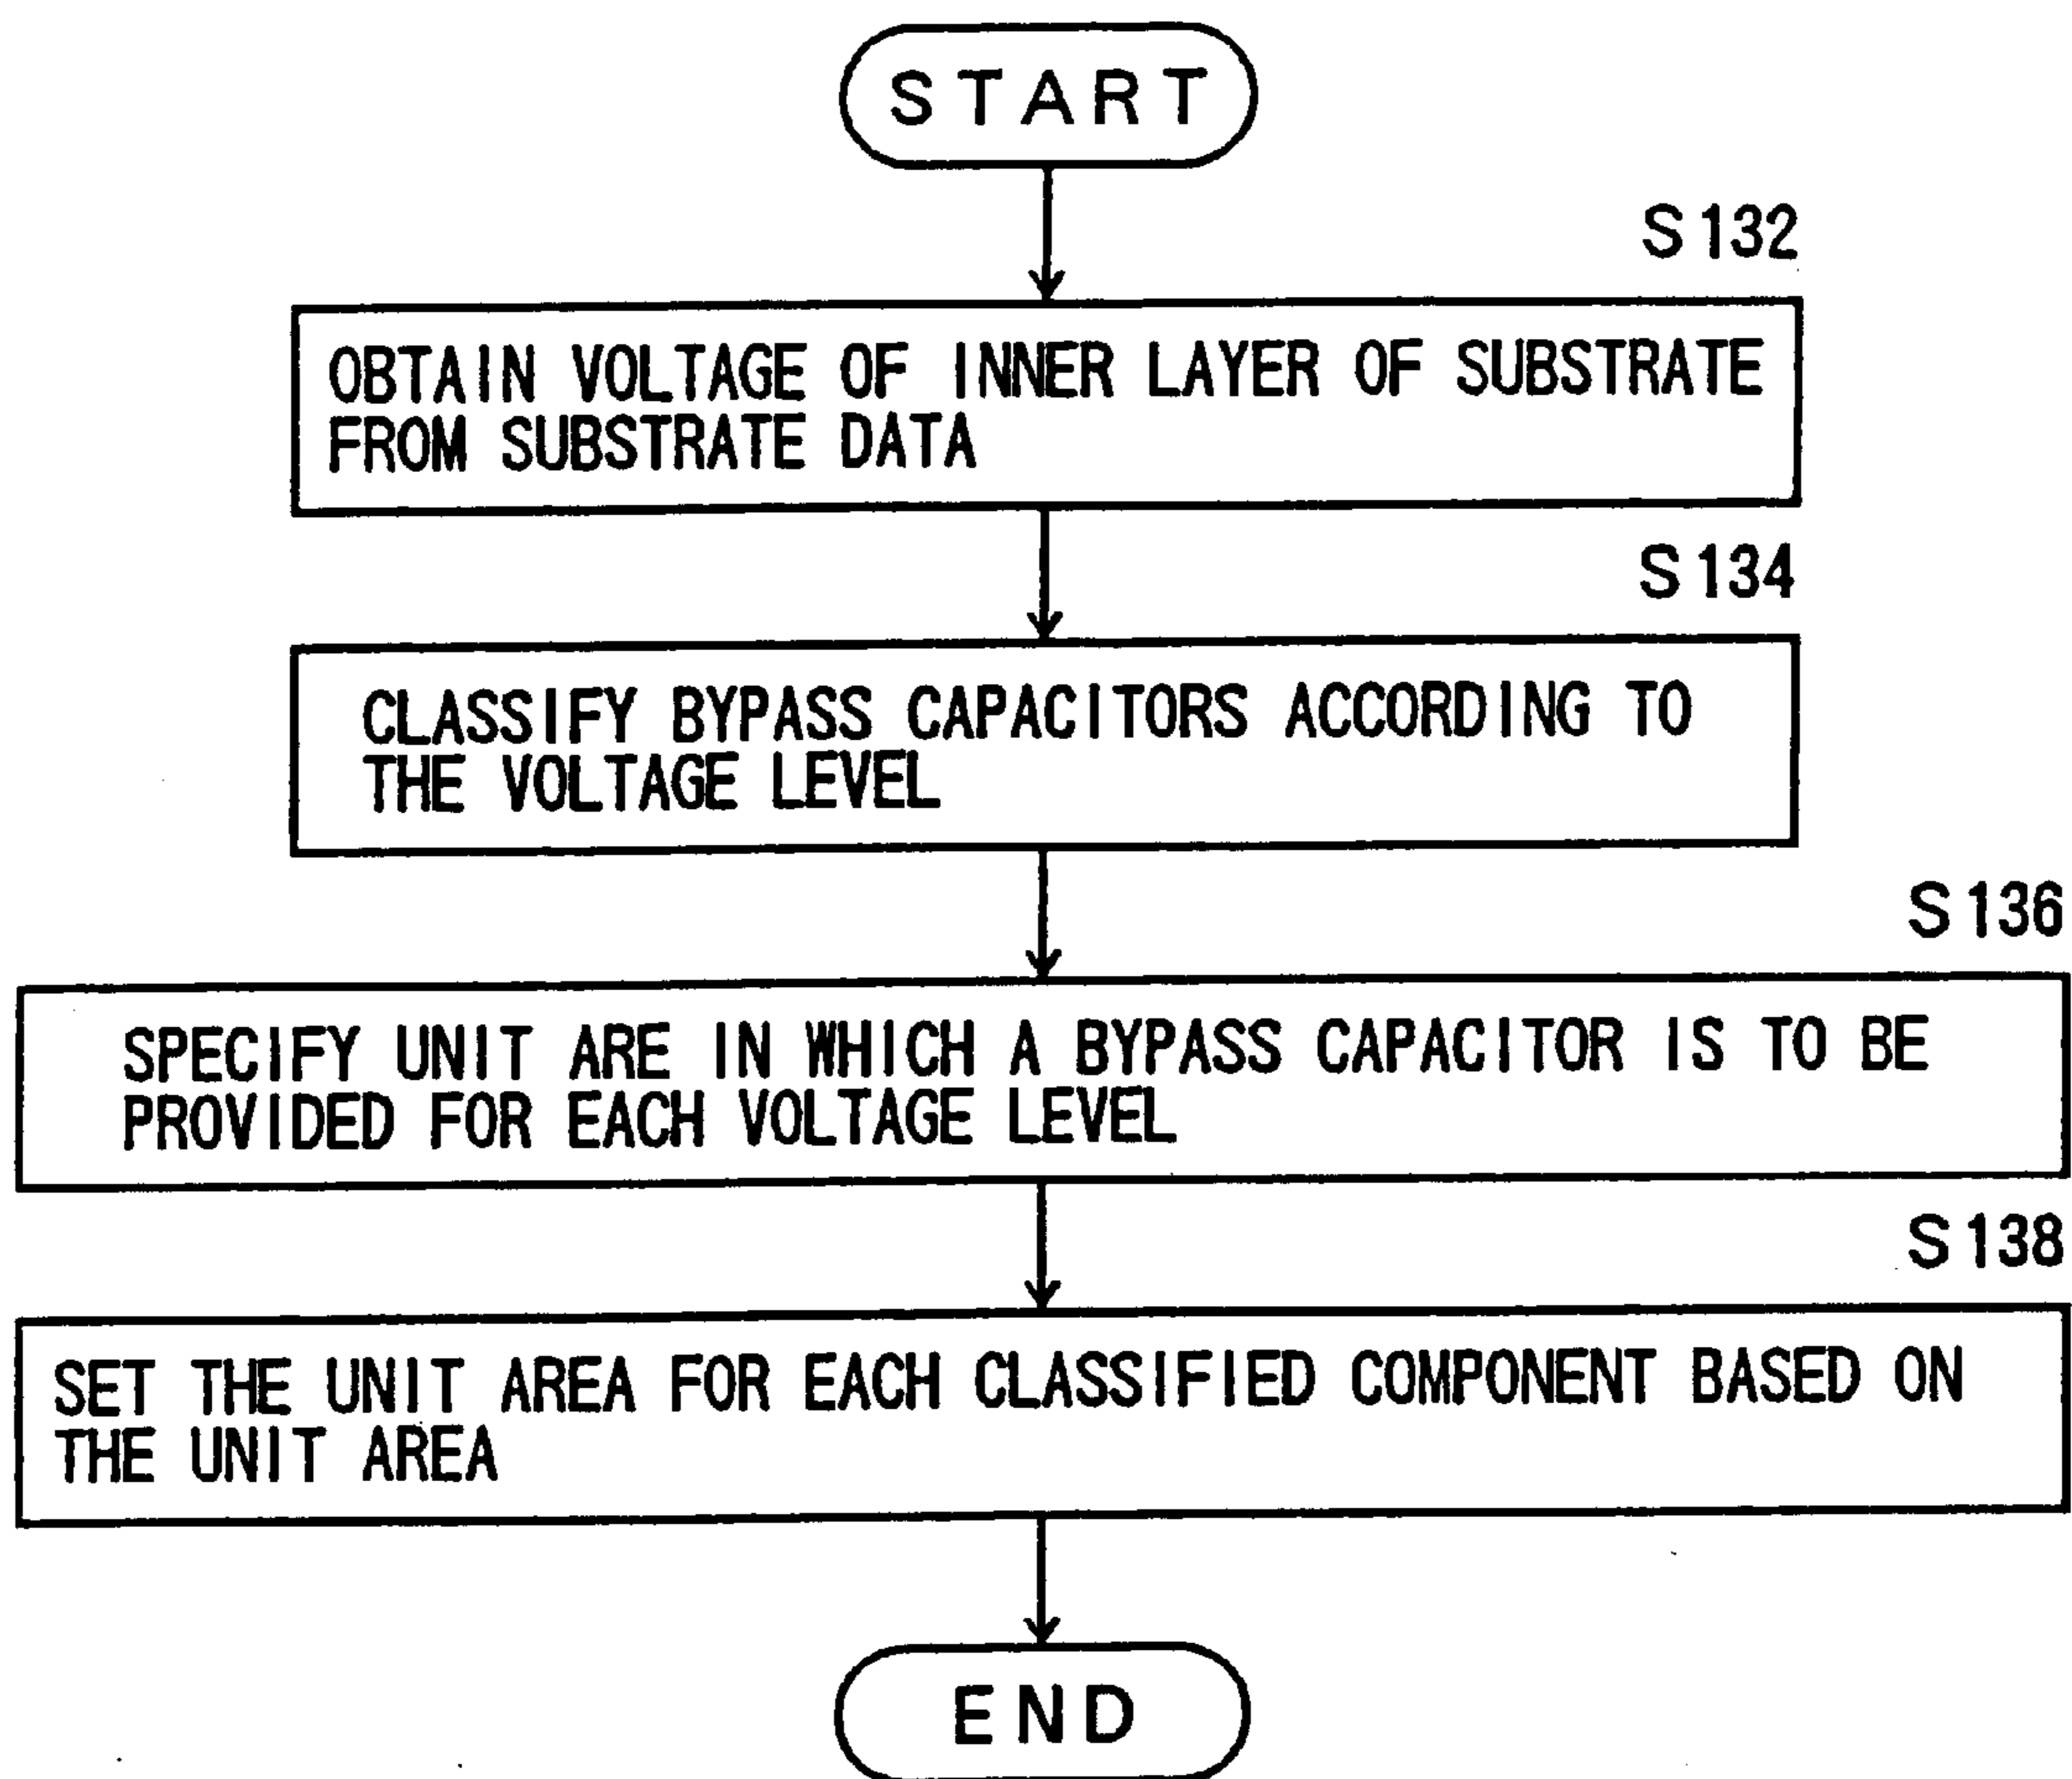 START
S132
OBTAIN VOLTAGE OF INNER LAYER OF SUBSTRATE
FROM SUBSTRATE DATA
S134
CLASSIFY BYPASS CAPACITORS ACCORDING TO
THE VOLTAGE LEVEL
S136
SPECIFY UNIT ARE IN WHICH A BYPASS CAPACITOR IS TO BE
PROVIDED FOR EACH VOLTAGE LEVEL
S138
SET THE UNIT AREA FOR EACH CLASSIFIED COMPONENT BASED ON
THE UNIT AREA
END